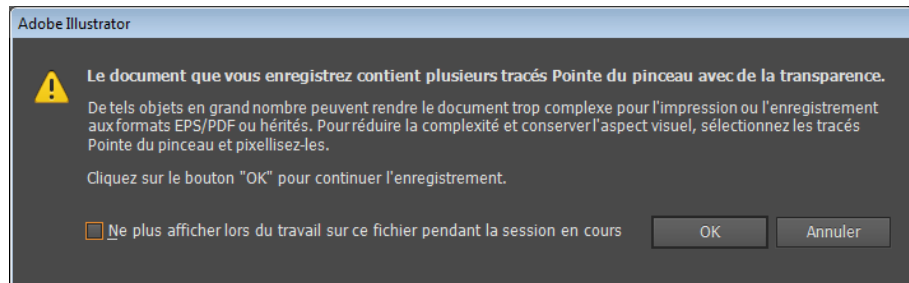 Adobe Illustrator
Le document que vous enregistrez contient plusieurs tracés Pointe du pinceau avec de la transparence.
De tels objets en grand nombre peuvent rendre le document trop complexe pour l'impression ou l'enregistrement
aux formats EPS/PDF ou hérités. Pour réduire la complexité et conserver l'aspect visuel, sélectionnez les tracés
Pointe du pinceau et pixellisez-les.
Cliquez sur le bouton "OK" pour continuer l'enregistrement.
Ne plus afficher lors du travail sur ce fichier pendant la session en cours
OK
Annuler